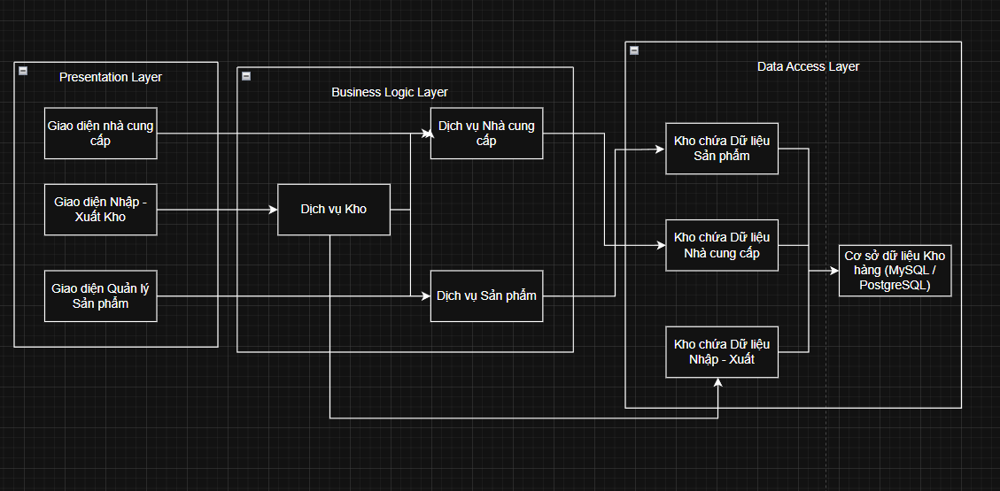 Presentation Layer
Giao diện nhà cung
cấp
Giao diện Nhập -
Xuất Kho
Giao diện Quản lý
Sản phẩm
Business Logic Layer
Dịch vụ Nhà cung
cấp
Dịch vụ Kho
Dịch vụ Sản phẩm
Data Access Layer
Kho chứa Dữ liệu
Sản phẩm
Kho chứa Dữ liệu
Nhà cung cấp
Kho chứa Dữ liệu
Nhập - Xuất
Cơ sở dữ liệu Kho
hàng (MySQL /
PostgreSQL)